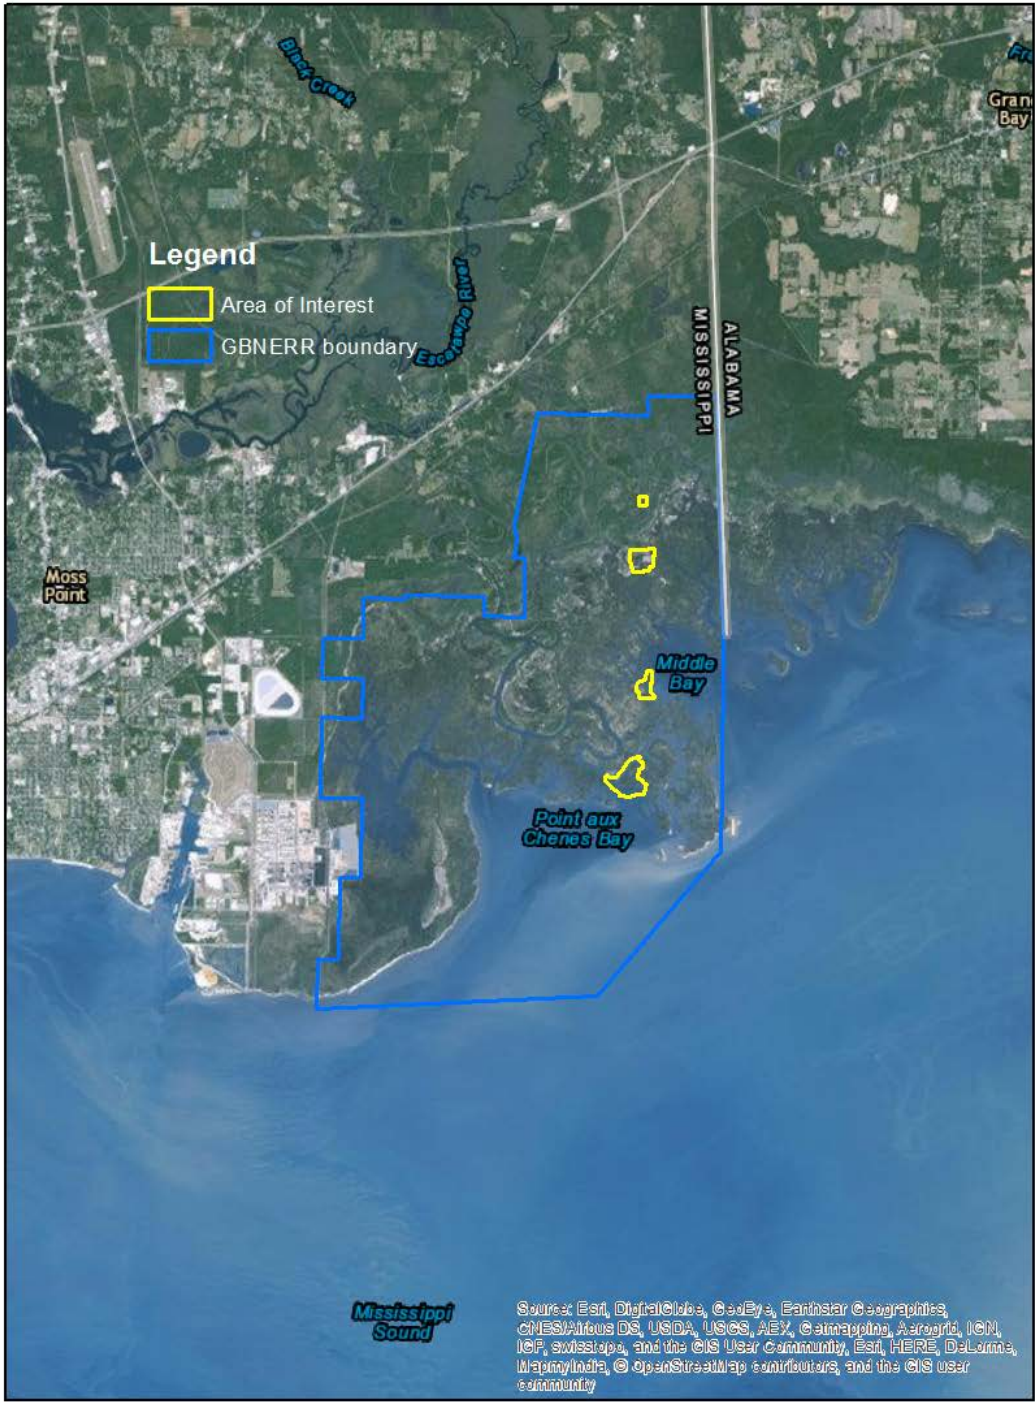 Black Creek
Fre
Grand
Bay
Legend
Area of Interest
GBNERR boundary
Escatawpa River
MISSISSIPPI
ALABAMA
Moss
Point
Middle
Bay
Point aux
Chenes Bay
Mississippi
Sound
Source: Esri, DigitalGlobe, GeoEye, Earthstar Geographics,
CNES/Airbus DS, USDA, USGS, AEX, Getmapping, Aerogrid, IGN,
IGP, swisstopo, and the GIS User Community, Esri, HERE, DeLorme,
MapmyIndia, © OpenStreetMap contributors, and the GIS user
community